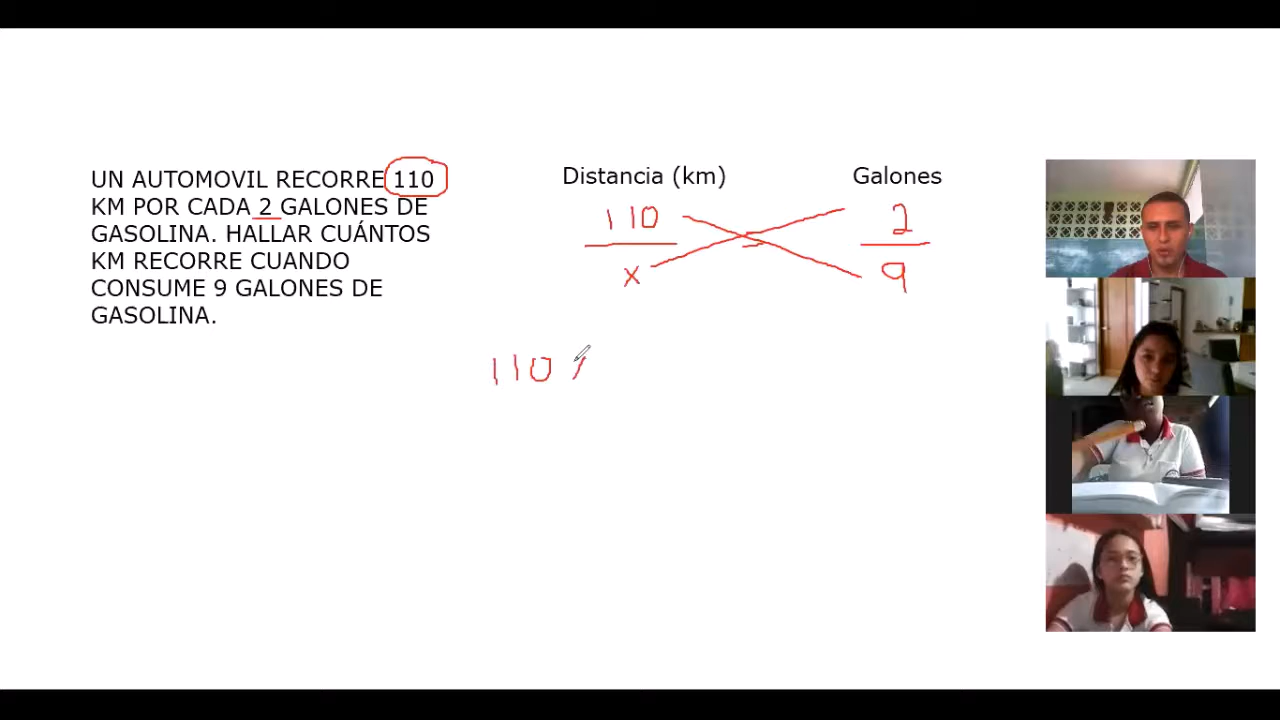 UN AUTOMOVIL RECORRE 110
KM POR CADA 2 GALONES DE
GASOLINA. HALLAR CUÁNTOS
KM RECORRE CUANDO
CONSUME 9 GALONES DE
GASOLINA.
Distancia (km) Galones
110 = 2
x 9
110